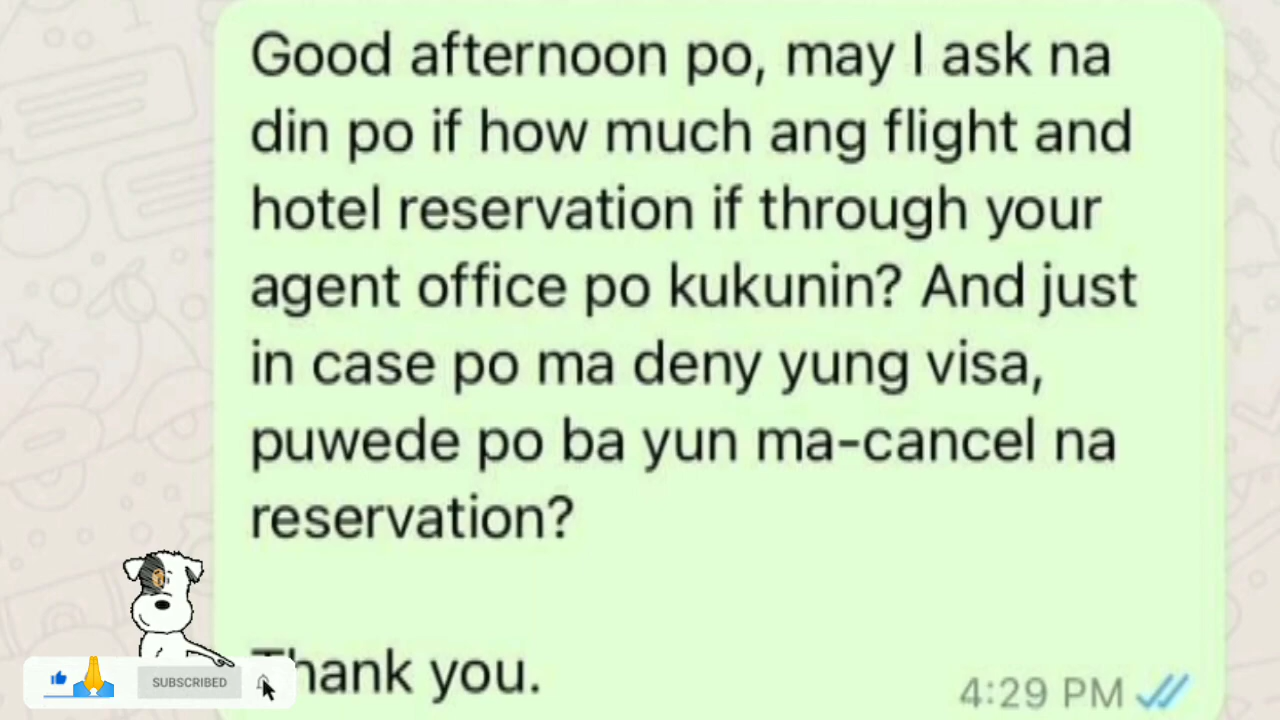 Good afternoon po, may I ask na
din po if how much ang flight and
hotel reservation if through your
agent office po kukunin? And just
in case po ma deny yung visa,
puwede po ba yun ma-cancel na
reservation?
Thank you.
4:29 PM
SUBSCRIBED